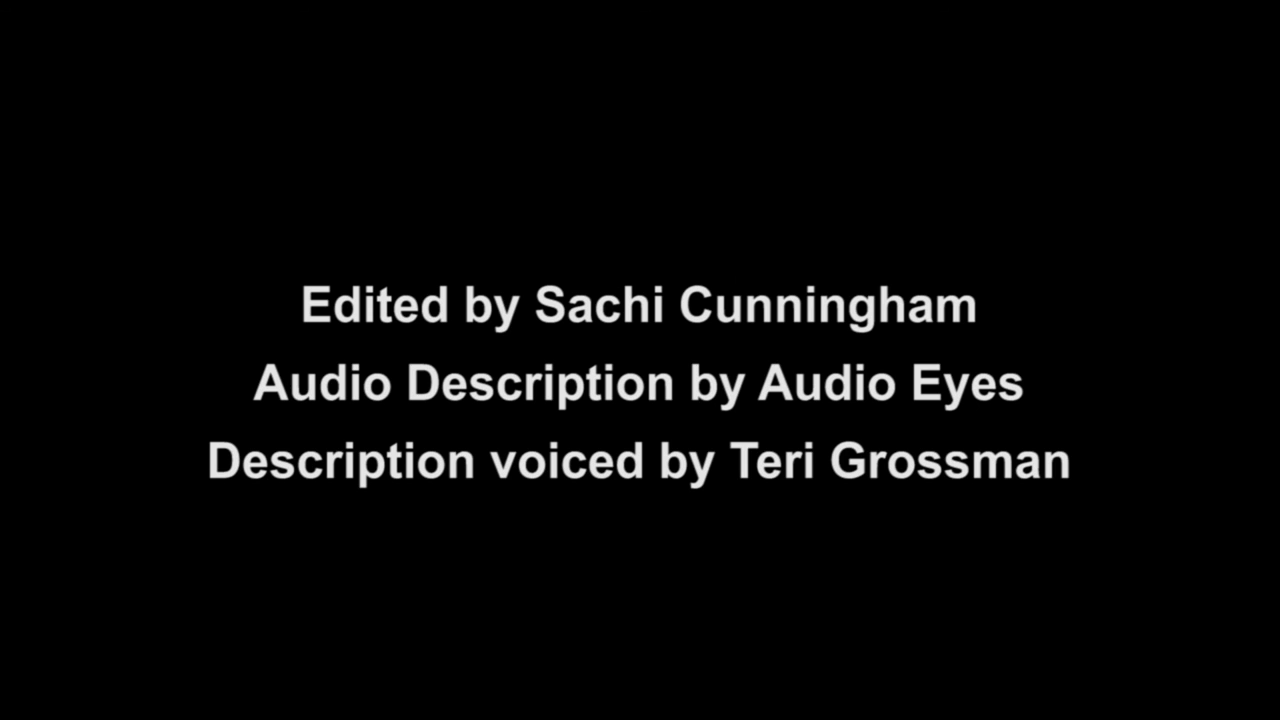 Edited by Sachi Cunningham
Audio Description by Audio Eyes
Description voiced by Teri Grossman